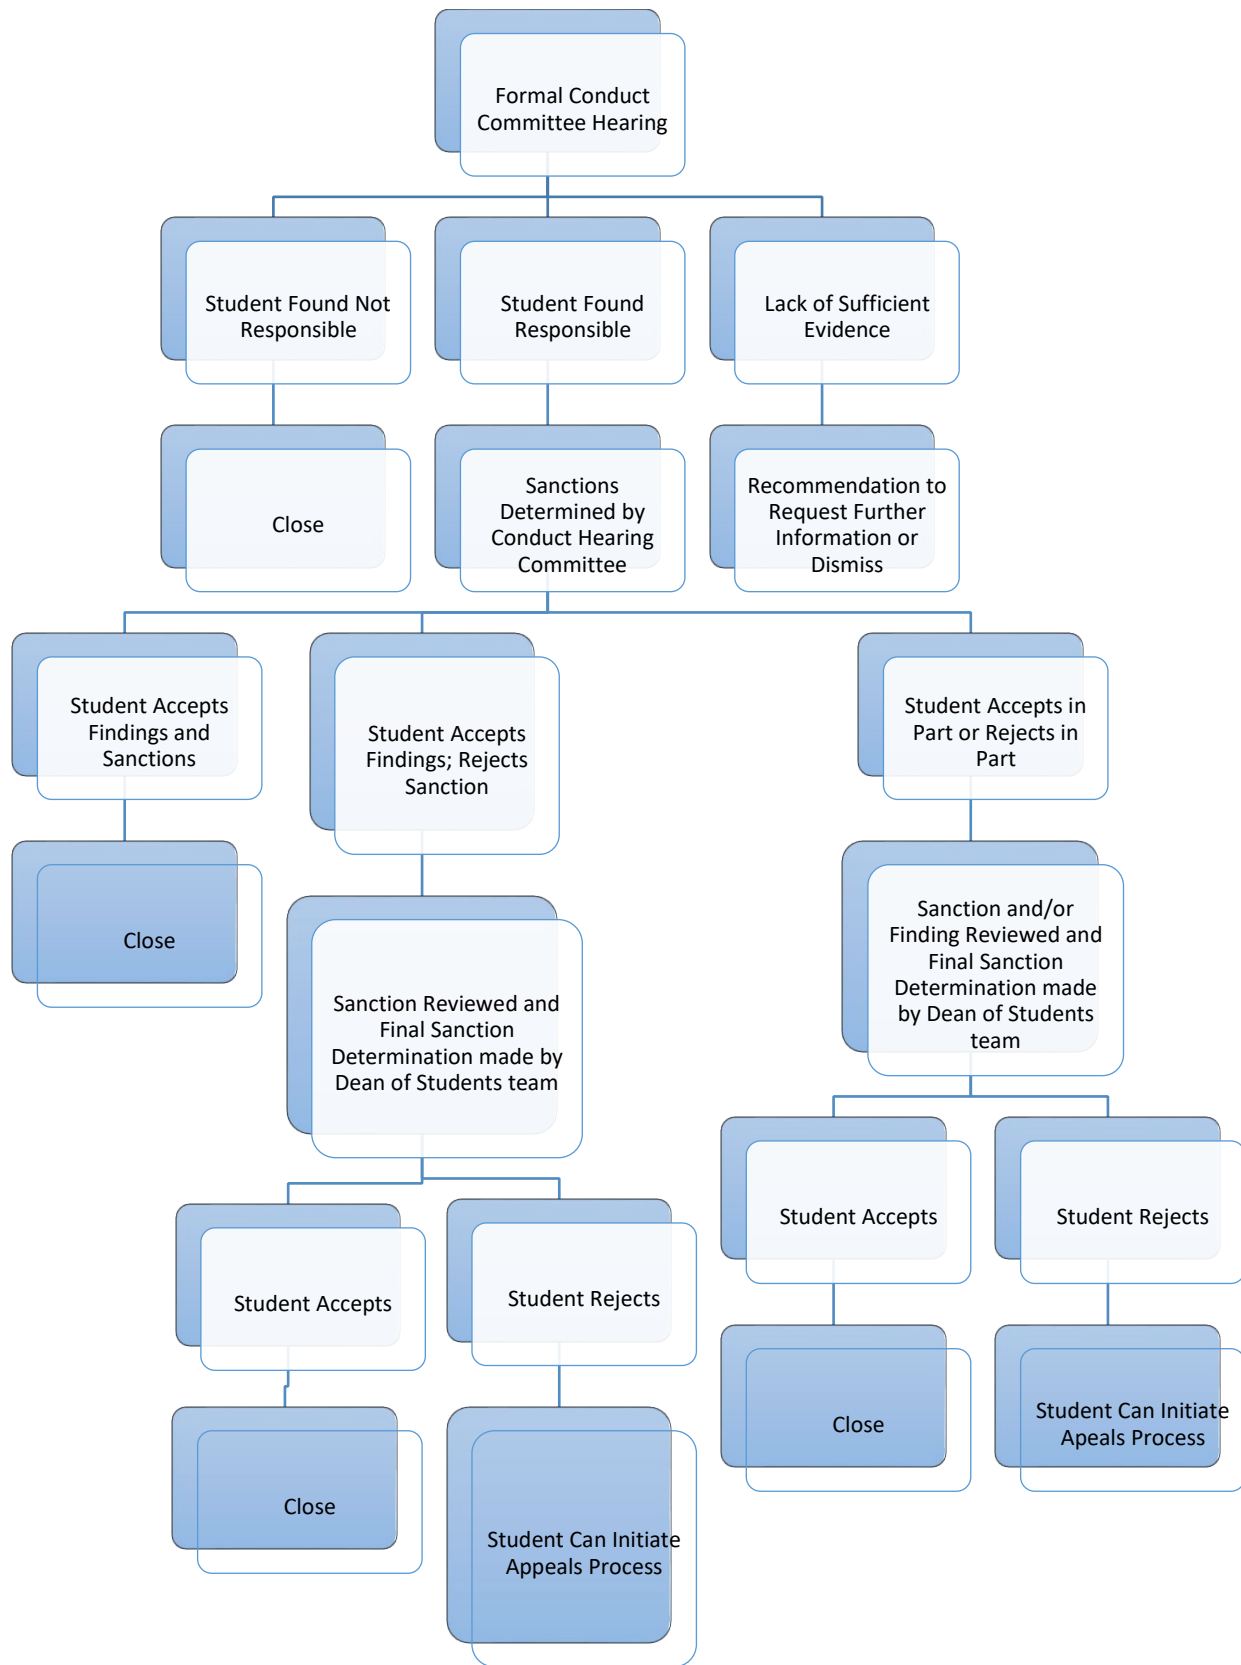 Formal Conduct
Committee Hearing
Student Found Not
Responsible
Student Found
Responsible
Lack of Sufficient
Evidence
Close
Sanctions
Determined by
Conduct Hearing
Committee
Recommendation to
Request Further
Information or
Dismiss
Student Accepts
Findings and
Sanctions
Student Accepts
Findings; Rejects
Sanction
Student Accepts in
Part or Rejects in
Part
Close
Sanction Reviewed and
Final Sanction
Determination made by
Dean of Students team
Sanction and/or
Finding Reviewed and
Final Sanction
Determination made
by Dean of Students
team
Student Accepts
Student Rejects
Student Accepts
Student Rejects
Close
Student Can Initiate
Appeals Process
Close
Student Can Initiate
Apeals Process